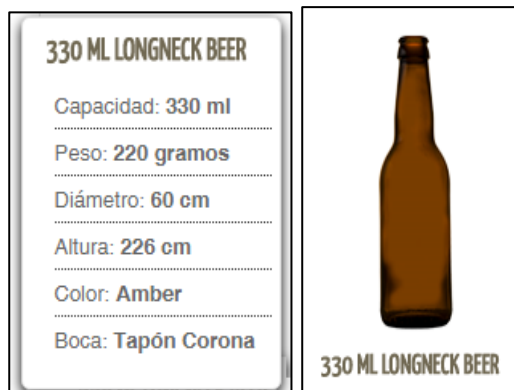 330 ML LONGNECK BEER
Capacidad: 330 ml
Peso: 220 gramos
Diámetro: 60 cm
Altura: 226 cm
Color: Amber
Boca: Tapón Corona
330 ML LONGNECK BEER